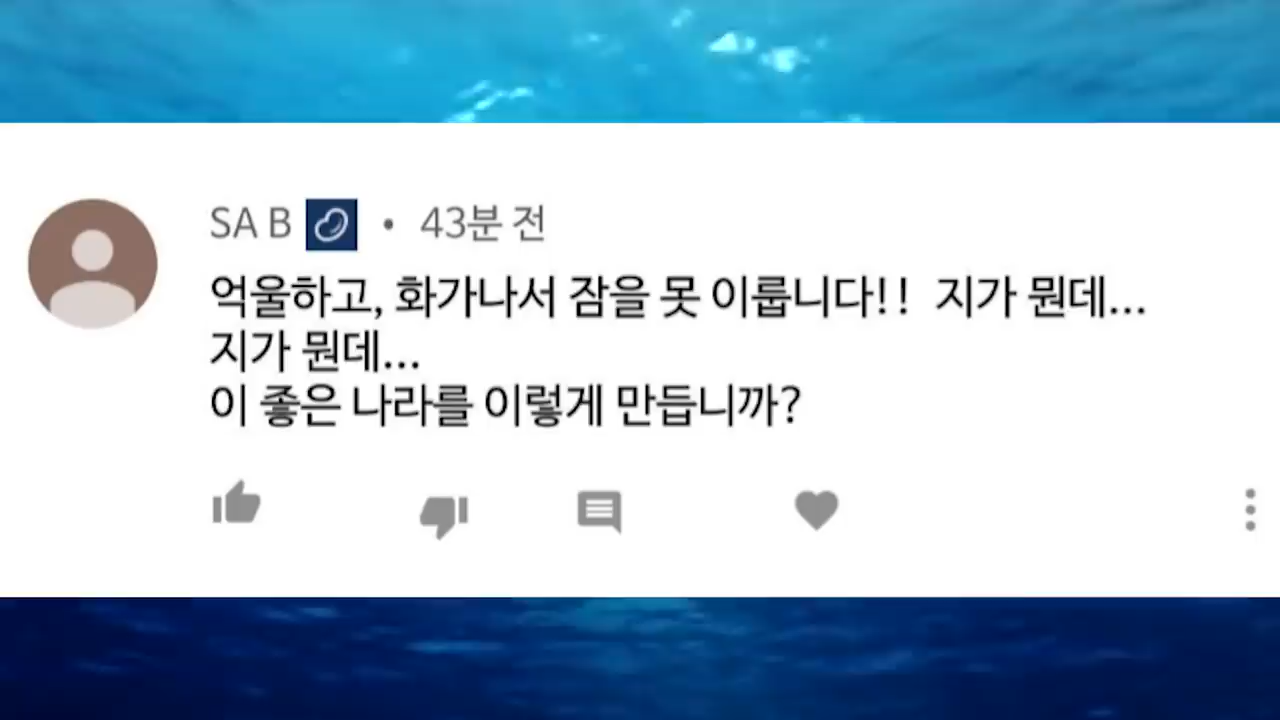 SA B • 43분 전
억울하고, 화가나서 잠을 못 이룹니다!! 지가 뭔데...
지가 뭔데...
이 좋은 나라를 이렇게 만듭니까?